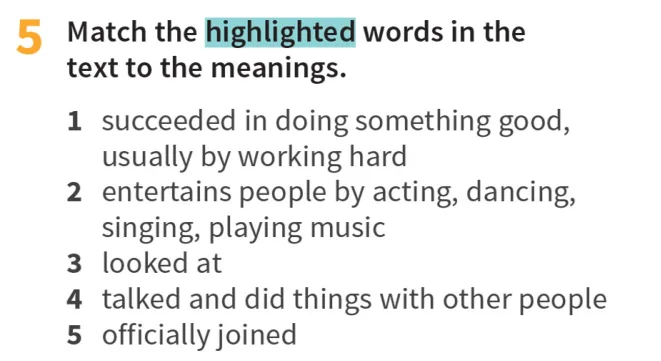 5 Match the highlighted words in the
text to the meanings.
1 succeeded in doing something good,
usually by working hard
2 entertains people by acting, dancing,
singing, playing music
3 looked at
4 talked and did things with other people
5 officially joined